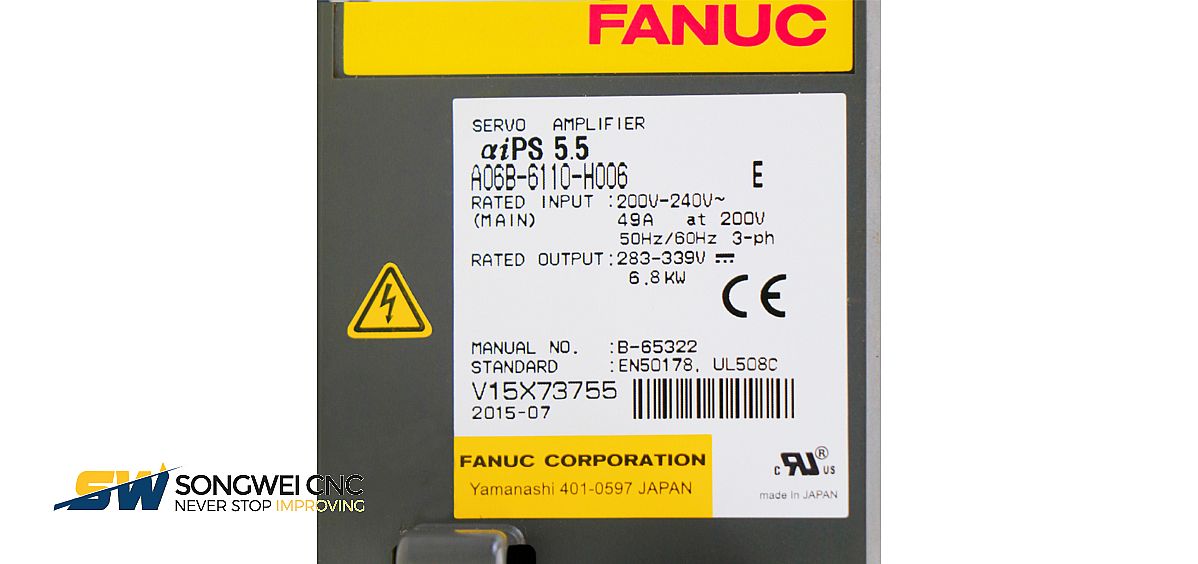 FANUC
SERVO AMPLIFIER
αiPS 5.5
A06B-6110-H006 E
RATED INPUT :200V-240V~
(MAIN) 49A at 200V
50Hz/60Hz 3-ph
RATED OUTPUT:283-339V ⎓
6.8KW
CE
MANUAL NO. :B-65322
STANDARD :EN50178, UL508C
V15X73755
2015-07
FANUC CORPORATION
Yamanashi 401-0597 JAPAN
c RU® US
made In JAPAN
SW SONGWEI CNC
NEVER STOP IMPROVING